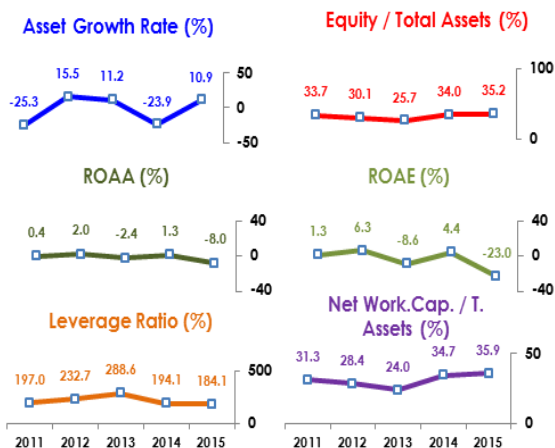 Asset Growth Rate (%)
-25.3 15.5 11.2 -23.9 10.9
50
0
-50
Equity / Total Assets (%)
33.7 30.1 25.7 34.0 35.2
100
0
ROAA (%)
0.4 2.0 -2.4 1.3 -8.0
40
0
-40
ROAE (%)
1.3 6.3 -8.6 4.4 -23.0
40
0
-40
Leverage Ratio (%)
197.0 232.7 288.6 194.1 184.1
500
0
2011 2012 2013 2014 2015
Net Work.Cap. / T.
Assets (%)
31.3 28.4 24.0 34.7 35.9
50
0
2011 2012 2013 2014 2015